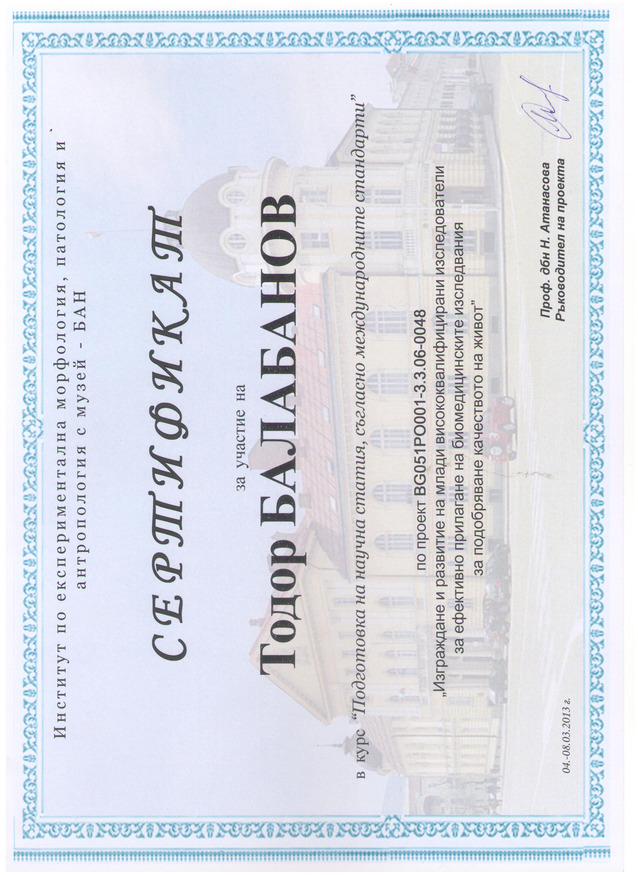 Институт по експериментална морфология, патология и
антропология с музей - БАН
СЕРТИФИКАТ
за участие на
Тодор БАЛАБАНОВ
в курс “Подготовка на научна статия, съгласно международните стандарти”
по проект BG051PO001-3.3.06-0048
„Изграждане и развитие на млади висококвалифицирани изследователи
за ефективно прилагане на биомедицинските изследвания
за подобряване качеството на живот”
Проф. дбн Н. Атанасова
Ръководител на проекта
04.-08.03.2013 г.